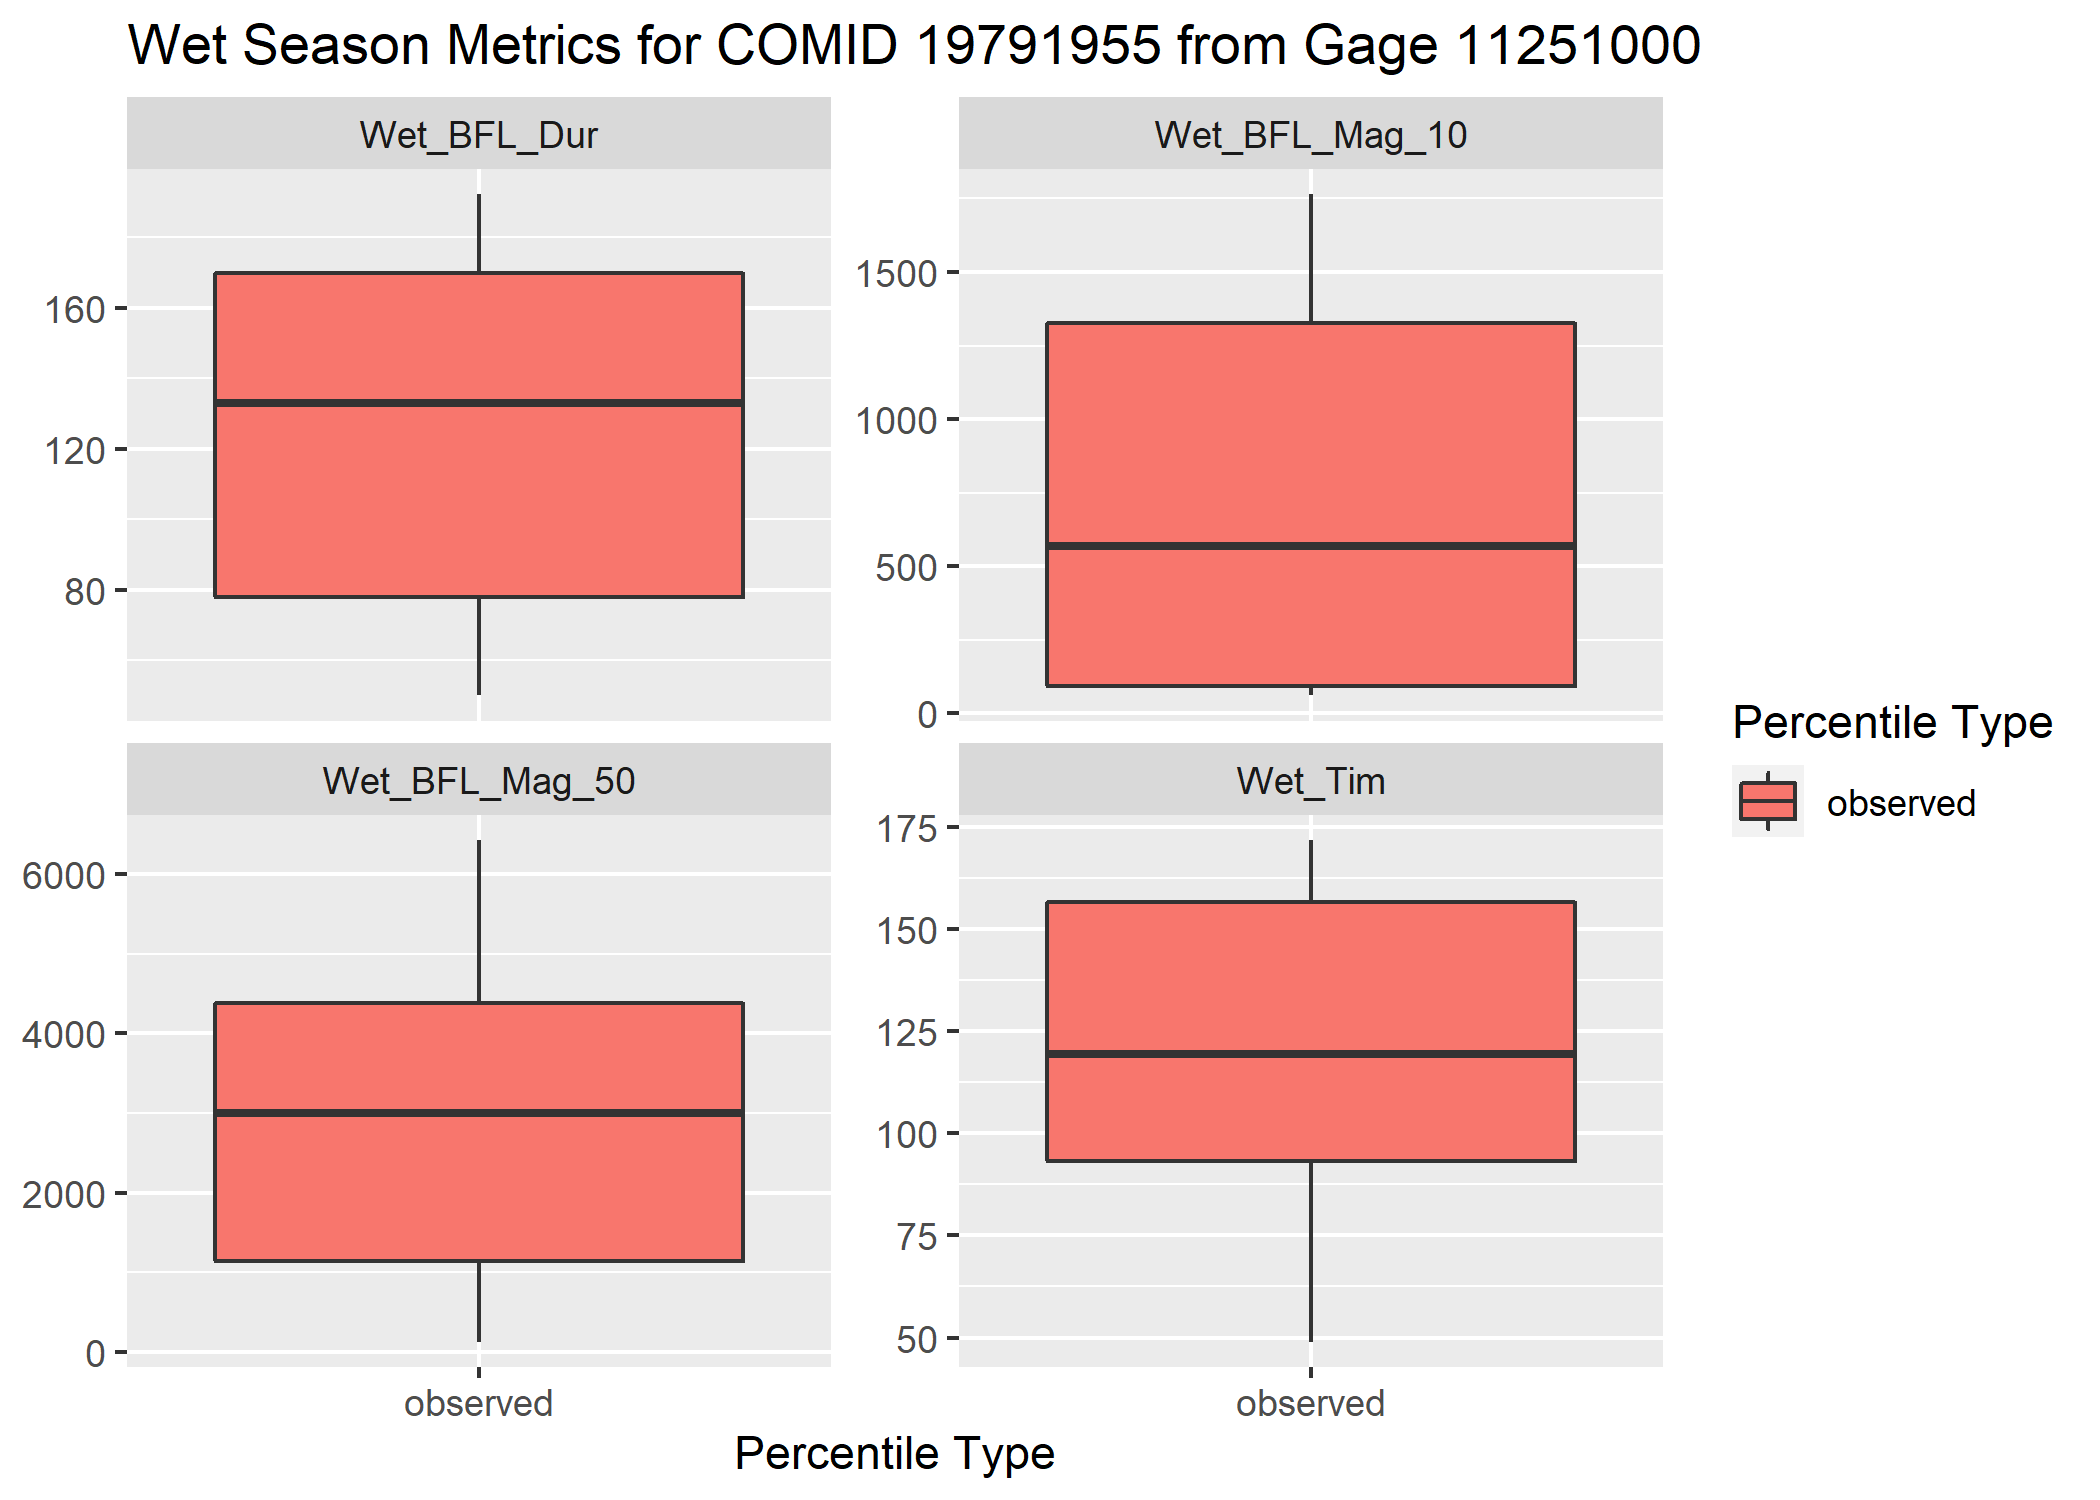 Wet Season Metrics for COMID 19791955 from Gage 11251000
Wet_BFL_Dur
160
120
80
Wet_BFL_Mag_10
1500
1000
500
0
Wet_BFL_Mag_50
6000
4000
2000
0
observed
Wet_Tim
175
150
125
100
75
50
observed
Percentile Type
Percentile Type
observed